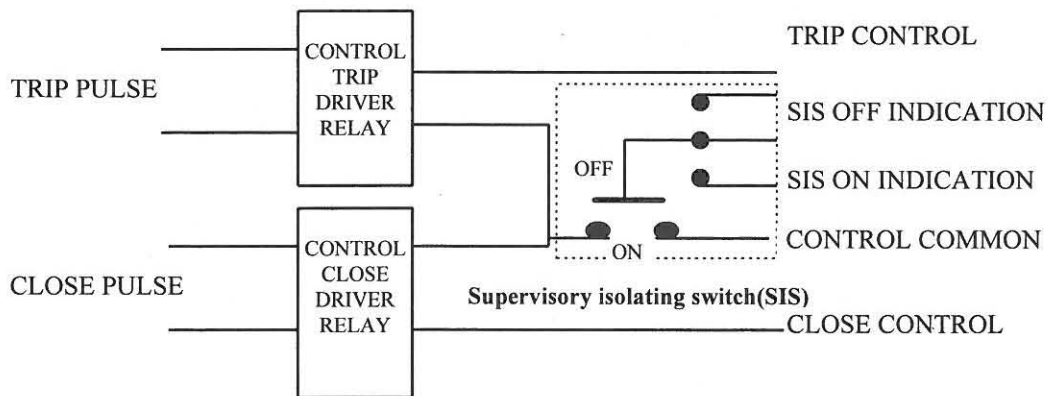 TRIP PULSE
CONTROL
TRIP
DRIVER
RELAY
TRIP CONTROL
SIS OFF INDICATION
OFF
SIS ON INDICATION
ON
CONTROL COMMON
CLOSE PULSE
CONTROL
CLOSE
DRIVER
RELAY
Supervisory isolating switch(SIS)
CLOSE CONTROL